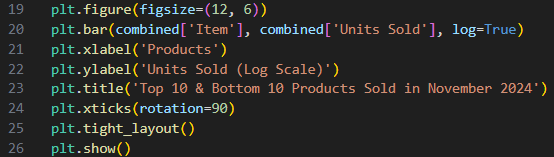 19 plt.figure(figsize=(12, 6))
20 plt.bar(combined['Item'], combined['Units Sold'], log=True)
21 plt.xlabel('Products')
22 plt.ylabel('Units Sold (Log Scale)')
23 plt.title('Top 10 & Bottom 10 Products Sold in November 2024')
24 plt.xticks(rotation=90)
25 plt.tight_layout()
26 plt.show()